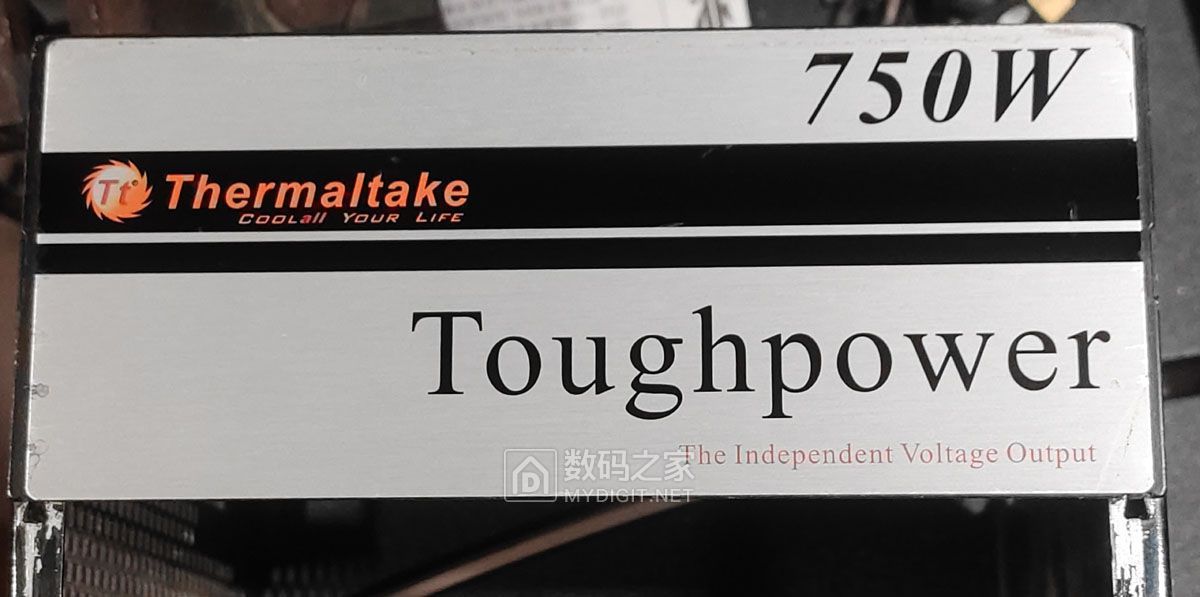 750W
Tt Thermaltake
COOLall YOUR LIFE
Toughpower
The Independent Voltage Output
数码之家
MYDIGIT.NET